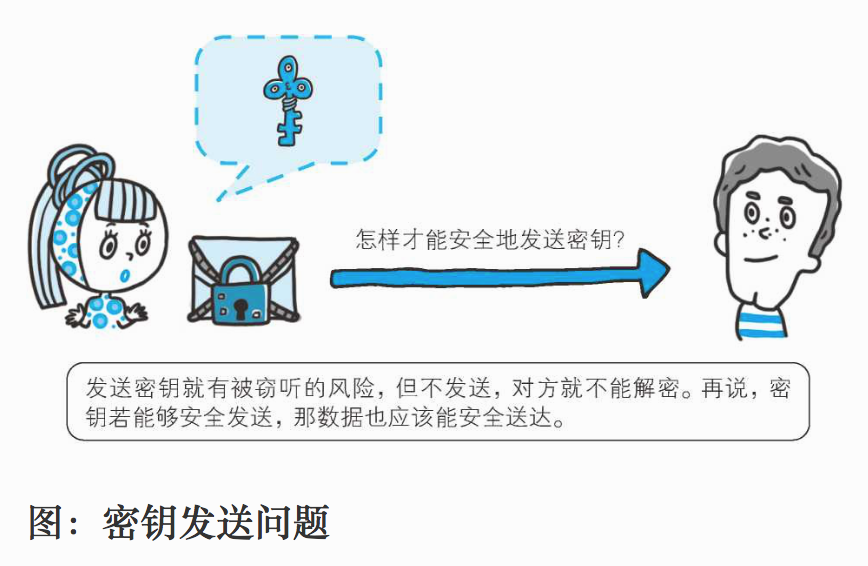 怎样才能安全地发送密钥？
发送密钥就有被窃听的风险，但不发送，对方就不能解密。再说，密
钥若能够安全发送，那数据也应该能安全送达。
图：密钥发送问题